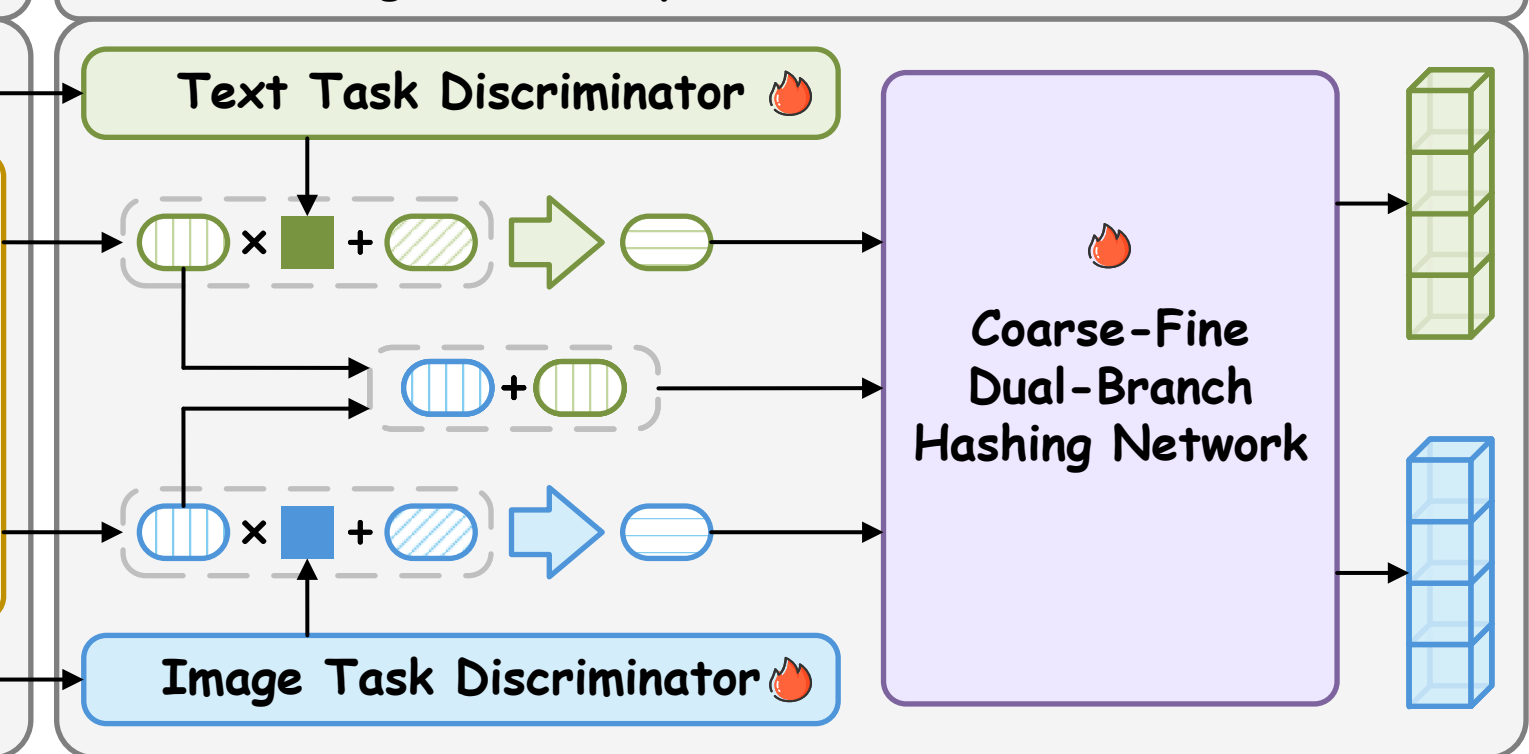 Text Task Discriminator
× +
+
Coarse-Fine
Dual-Branch
Hashing Network
× +
Image Task Discriminator